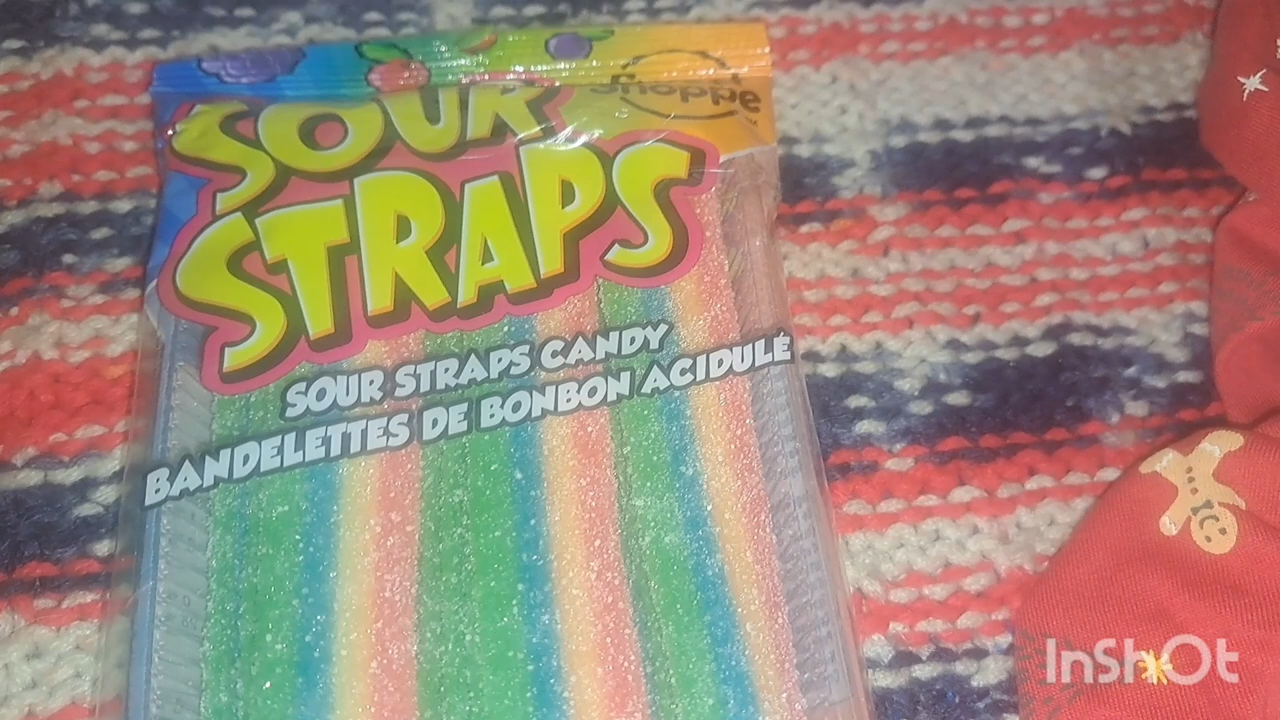 Shoppe
SOUR
STRAPS
SOUR STRAPS CANDY
BANDELETTES DE BONBON ACIDULÉ
InShOt